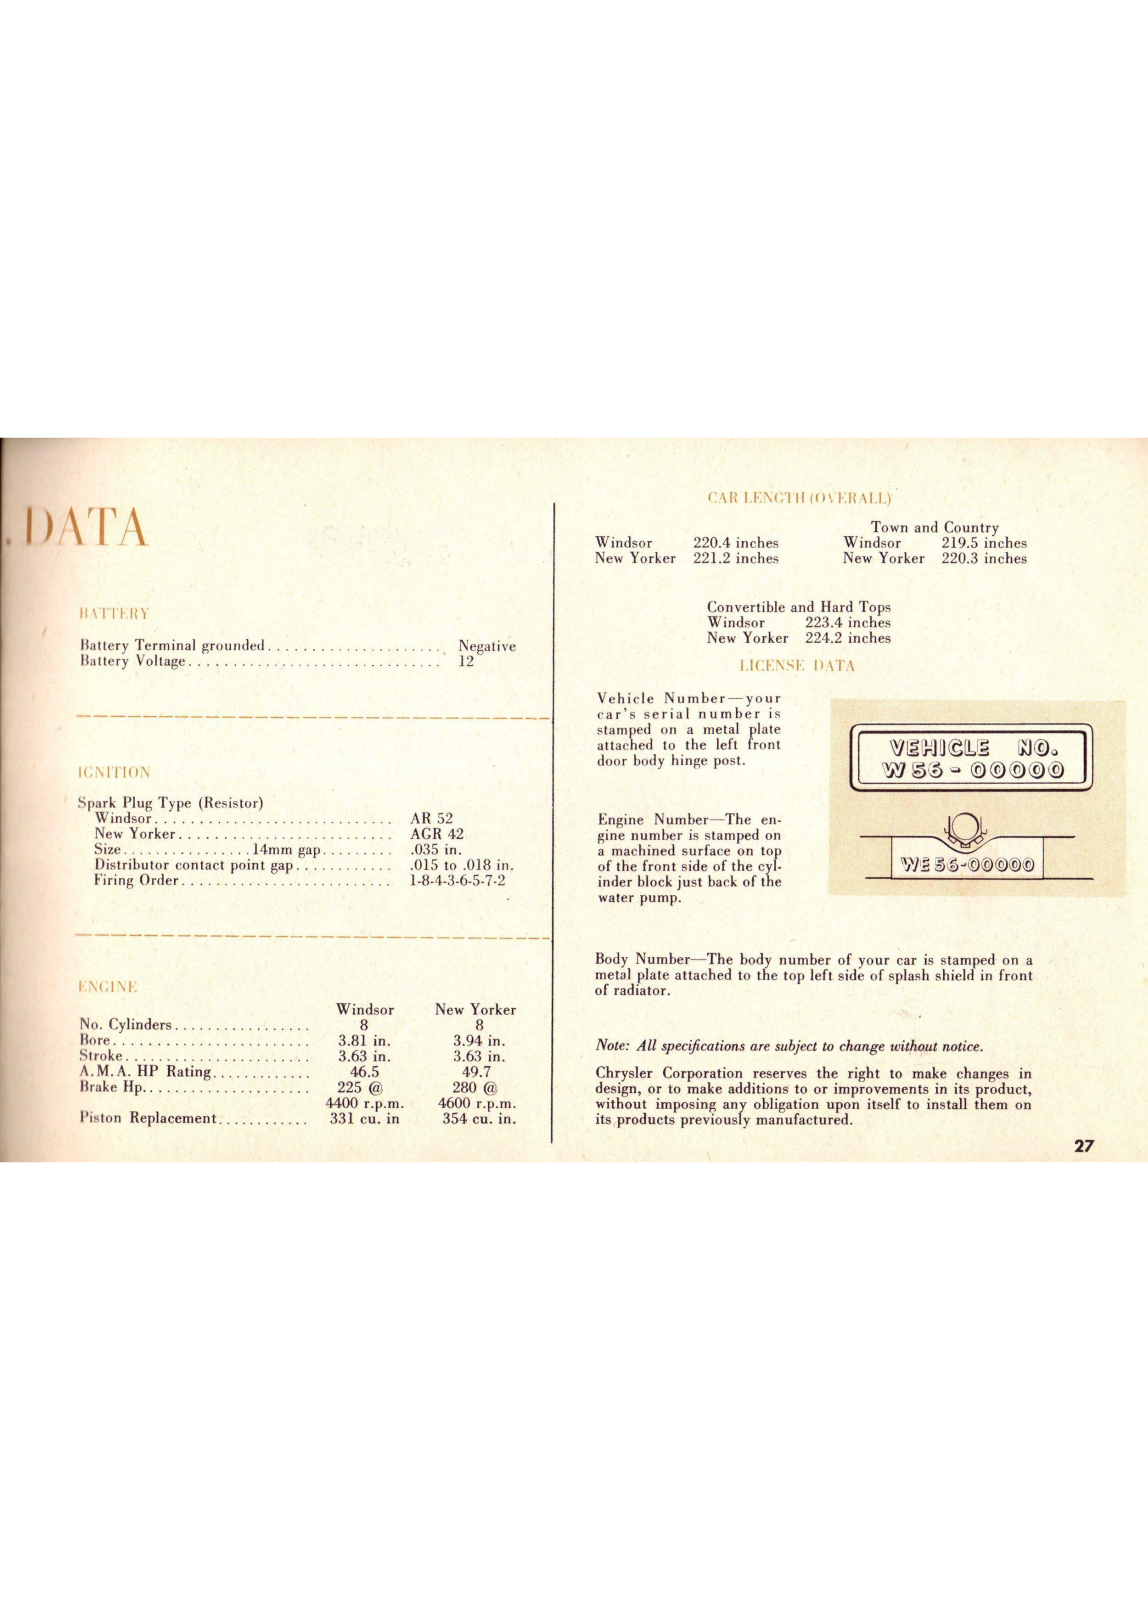 . DATA
BATTERY
Battery Terminal grounded..................... Negative
Battery Voltage............................. 12
IGNITION
Spark Plug Type (Resistor)
Windsor........................... AR 52
New Yorker........................ AGR 42
Size...............14mm gap......... .035 in.
Distributor contact point gap........... .015 to .018 in.
Firing Order........................ 1-8-4-3-6-5-7-2
ENGINE
Windsor New Yorker
No. Cylinders................. 8 8
Bore....................... 3.81 in. 3.94 in.
Stroke...................... 3.63 in. 3.63 in.
A.M.A. HP Rating............ 46.5 49.7
Brake Hp.................... 225 @ 280 @
4400 r.p.m. 4600 r.p.m.
Piston Replacement............ 331 cu. in 354 cu. in.
CAR LENGTH (OVERALL)
Town and Country
Windsor 220.4 inches Windsor 219.5 inches
New Yorker 221.2 inches New Yorker 220.3 inches
Convertible and Hard Tops
Windsor 223.4 inches
New Yorker 224.2 inches
LICENSE DATA
Vehicle Number—your
car's serial number is
stamped on a metal plate
attached to the left front
door body hinge post.
VEHICLE NO.
W56-00000
Engine Number—The en-
gine number is stamped on
a machined surface on top
of the front side of the cyl-
inder block just back of the
water pump.
WE56-00000
Body Number—The body number of your car is stamped on a
metal plate attached to the top left side of splash shield in front
of radiator.
Note: All specifications are subject to change without notice.
Chrysler Corporation reserves the right to make changes in
design, or to make additions to or improvements in its product,
without imposing any obligation upon itself to install them on
its products previously manufactured.
27